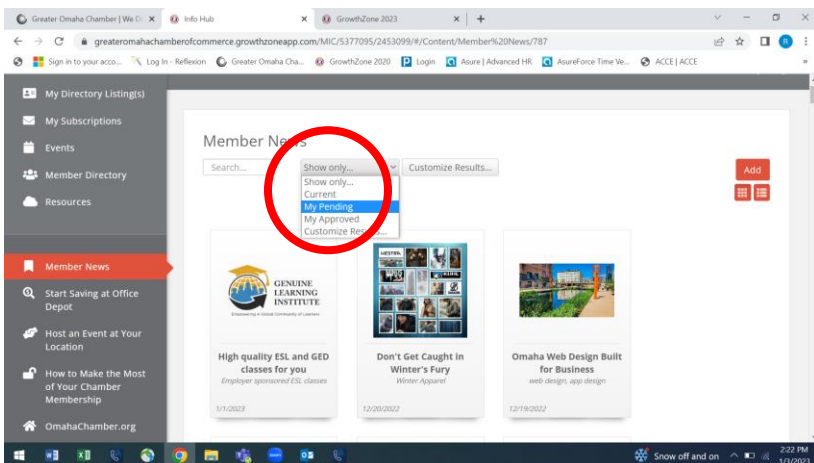 Greater Omaha Chamber | We D
Info Hub
GrowthZone 2023
greateromahachamberofcommerce.growthzoneapp.com/MIC/5377095/2453099/#/Content/Member%20News/787
Sign in to your acco...
Log In - Reflexion
Greater Omaha Cha...
GrowthZone 2020
Login
Asure | Advanced HR
AsureForce Time Ve...
ACCE | ACCE
My Directory Listing(s)
My Subscriptions
Events
Member Directory
Resources
Member News
Start Saving at Office
Depot
Host an Event at Your
Location
How to Make the Most
of Your Chamber
Membership
OmahaChamber.org
Member News
Search...
Show only...
Customize Results...
Add
Show only...
Current
My Pending
My Approved
Customize Results...
GENUINE
LEARNING
INSTITUTE
Empowering a Global Community of Learners
High quality ESL and GED
classes for you
Employer sponsored ESL classes
1/1/2023
Don't Get Caught in
Winter's Fury
Winter Apparel
12/20/2022
Omaha Web Design Built
for Business
web design, app design
12/19/2022
Snow off and on
2:22 PM
1/3/2023